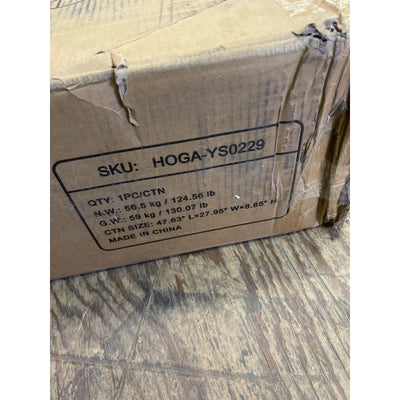 SKU: HOGA-YS0229
QTY: 1PC/CTN
N.W.: 56.5 kg / 124.56 lb
G.W.: 59 kg / 130.07 lb
CTN SIZE: 47.63" L×27.95" W×8.85" H
MADE IN CHINA